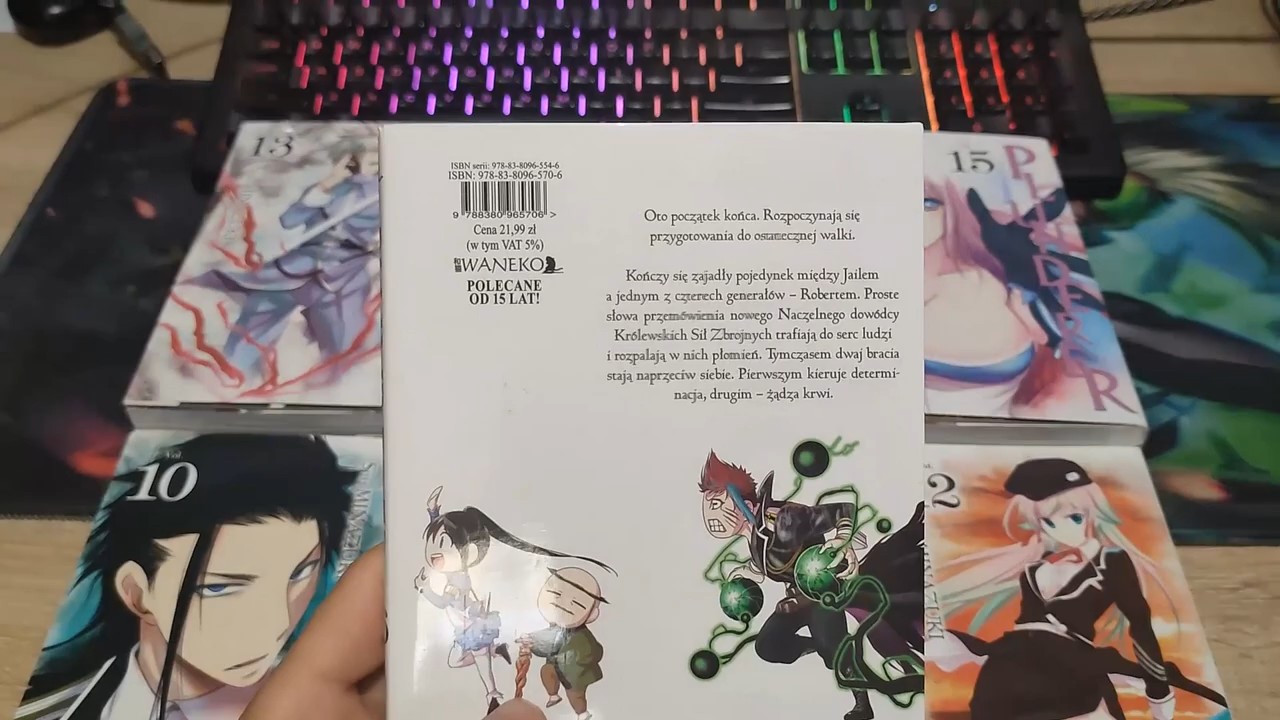 13
15
PLUNDERER
ISBN serii: 978-83-8096-554-6
ISBN: 978-83-8096-570-6
9 788380 965706 >
Cena 21,99 zł
(w tym VAT 5%)
WANEKO
POLECANE
OD 15 LAT!
Oto początek końca. Rozpoczynają się
przygotowania do ostatecznej walki.
Kończy się zajadły pojedynek między Jailem
a jednym z czterech generałów – Robertem. Proste
słowa przemówienia nowego Naczelnego dowódcy
Królewskich Sił Zbrojnych trafiają do serc ludzi
i rozpalają w nich płomień. Tymczasem dwaj bracia
stają naprzeciw siebie. Pierwszym kieruje determi-
nacja, drugim – żądza krwi.
10
2